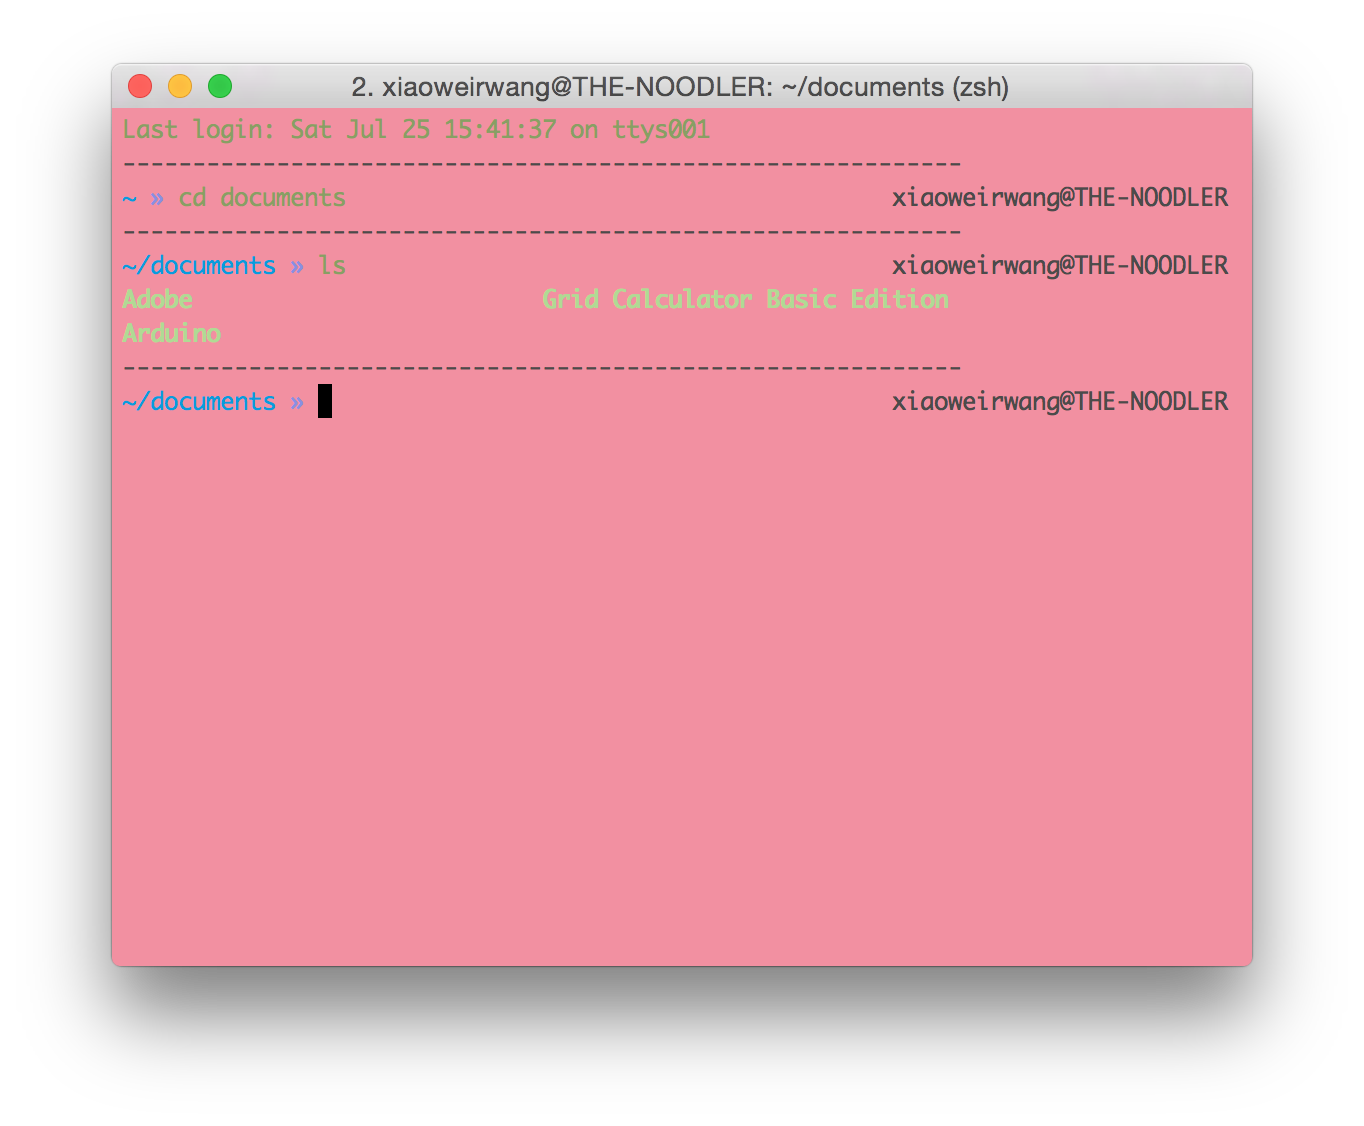 2. xiaoweirwang@THE-NOODLER: ~/documents (zsh)
Last login: Sat Jul 25 15:41:37 on ttys001
------------------------------------------------------------
~ » cd documents xiaoweirwang@THE-NOODLER
------------------------------------------------------------
~/documents » ls xiaoweirwang@THE-NOODLER
Adobe Grid Calculator Basic Edition
Arduino
------------------------------------------------------------
~/documents » xiaoweirwang@THE-NOODLER